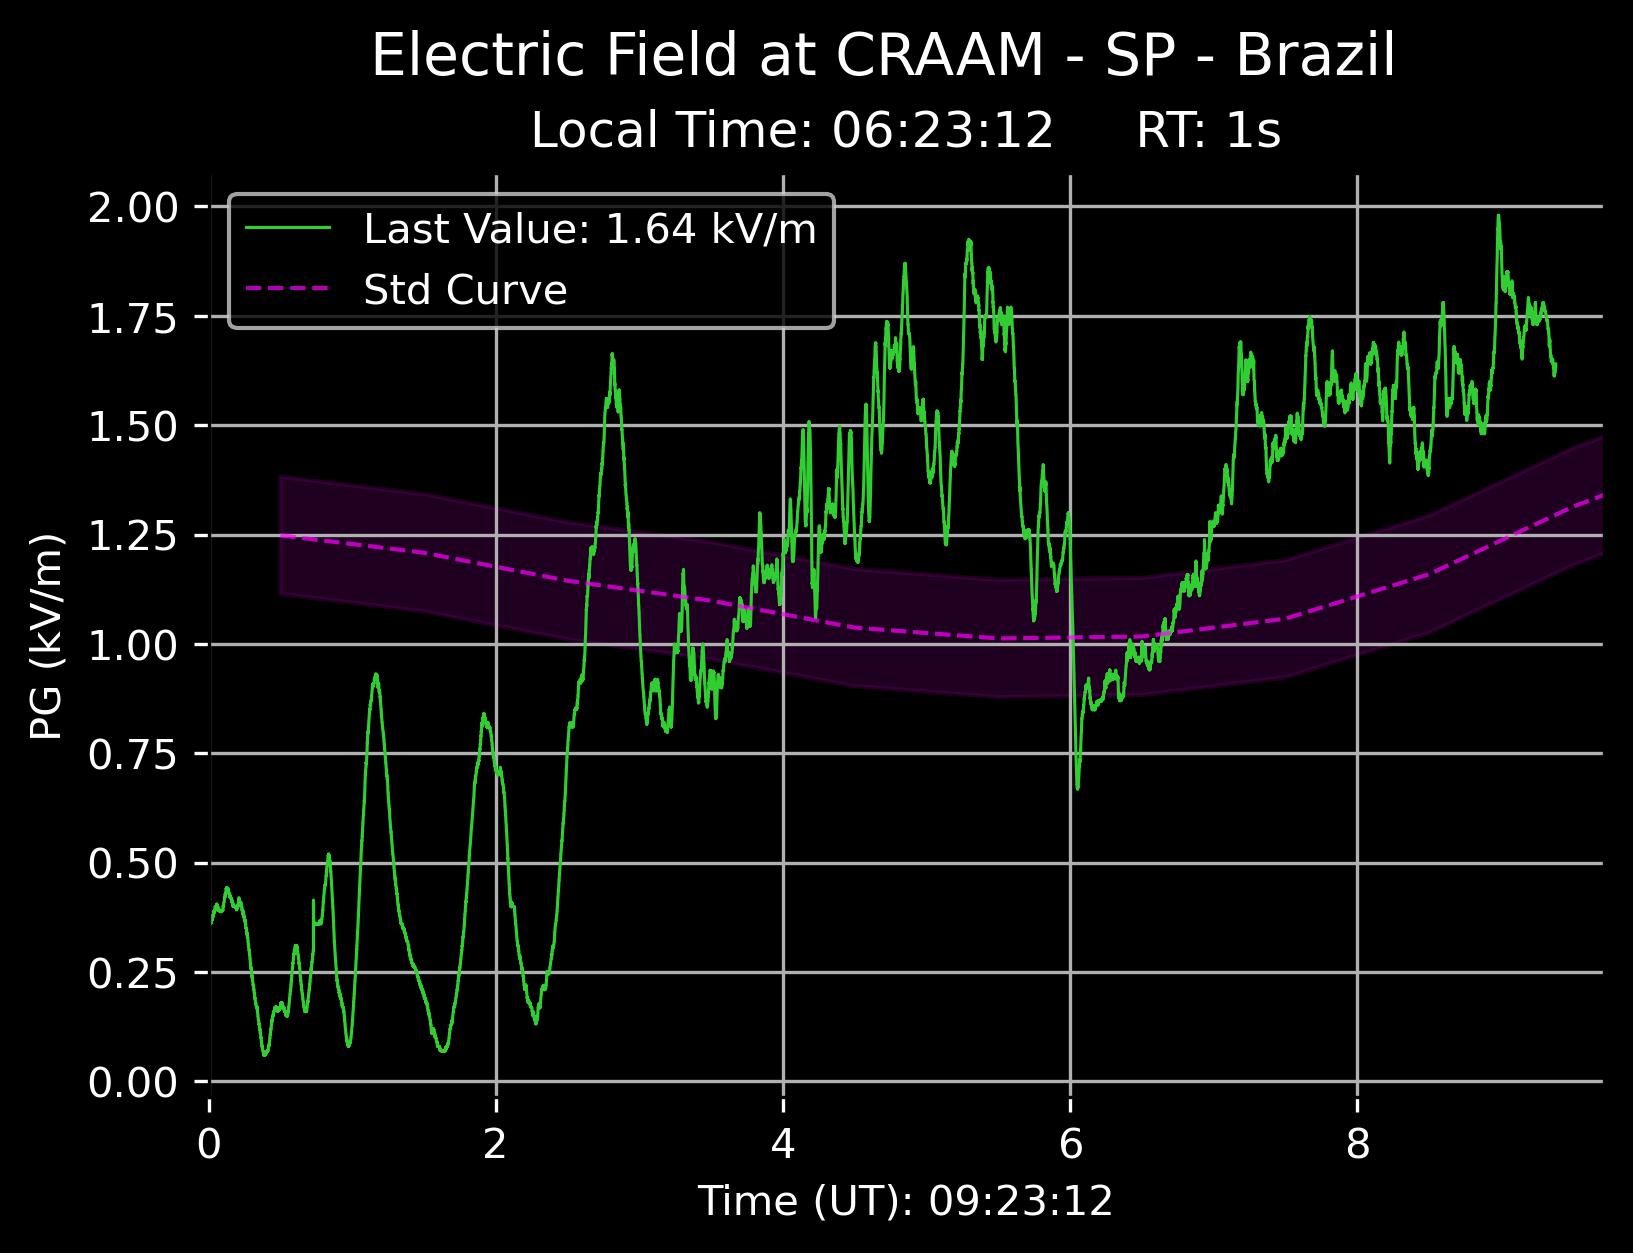 Electric Field at CRAAM - SP - Brazil
Local Time: 06:23:12 RT: 1s
Last Value: 1.64 kV/m
Std Curve
2.00
1.75
1.50
1.25
1.00
0.75
0.50
0.25
0.00
PG (kV/m)
0 2 4 6 8
Time (UT): 09:23:12